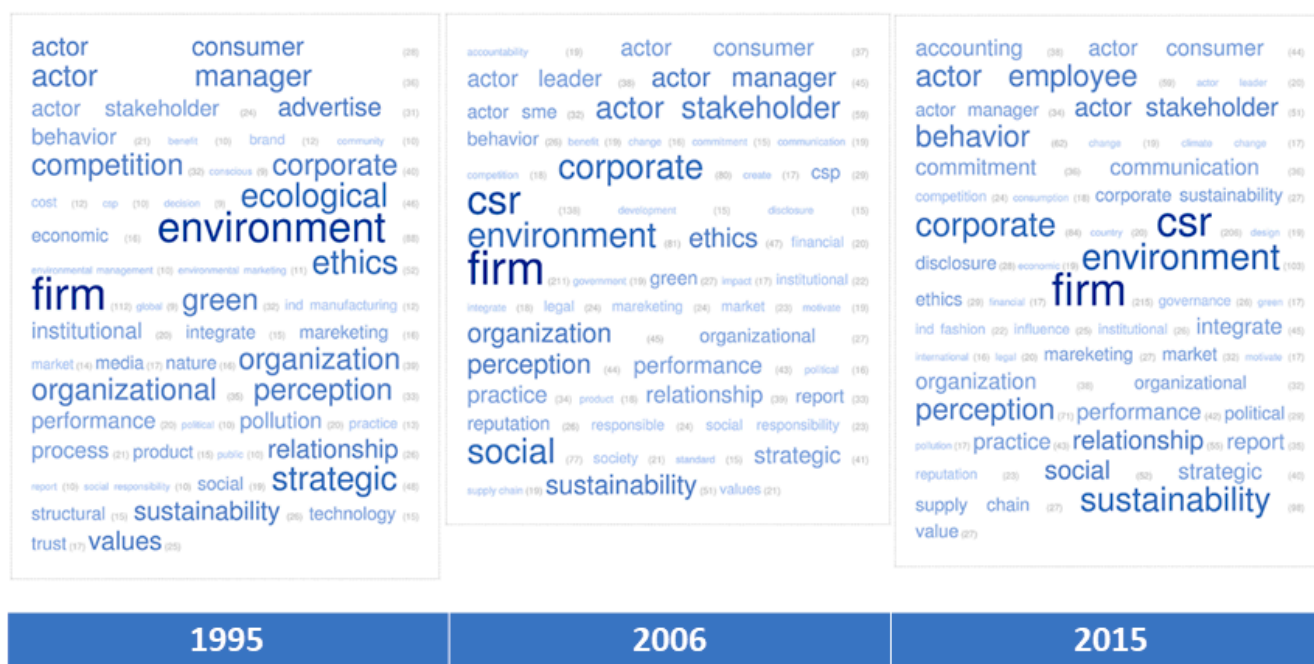 actor consumer (28)
actor manager (36)
actor stakeholder (24) advertise (31)
behavior (21) benefit (10) brand (12) community (10)
competition (32) conscious (9) corporate (40)
cost (12) csp (10) decision (9) ecological (46)
economic (16) environment (88)
environmental management (10) environmental marketing (11) ethics (52)
firm (112) global (9) green (32) ind manufacturing (12)
institutional (20) integrate (15) mareketing (16)
market (14) media (17) nature (16) organization (39)
organizational (35) perception (33)
performance (20) political (10) pollution (20) practice (13)
process (21) product (15) public (10) relationship (26)
report (10) social responsibility (10) social (19) strategic (48)
structural (15) sustainability (26) technology (15)
trust (17) values (25)
accountability (19) actor consumer (37)
actor leader (38) actor manager (45)
actor sme (32) actor stakeholder (59)
behavior (26) benefit (19) change (16) commitment (15) communication (19)
competition (18) corporate (80) create (17) csp (29)
csr (138) development (15) disclosure (15)
environment (81) ethics (47) financial (20)
firm (211) government (19) green (27) impact (17) institutional (22)
integrate (18) legal (24) mareketing (24) market (23) motivate (19)
organization (45) organizational (27)
perception (44) performance (43) political (16)
practice (34) product (18) relationship (39) report (33)
reputation (26) responsible (24) social responsibility (23)
social (77) society (21) standard (15) strategic (41)
supply chain (19) sustainability (51) values (21)
accounting (38) actor consumer (44)
actor employee (59) actor leader (20)
actor manager (34) actor stakeholder (51)
behavior (62) change (19) climate change (17)
commitment (36) communication (36)
competition (24) consumption (18) corporate sustainability (27)
corporate (84) country (20) csr (206) design (19)
disclosure (28) economic (19) environment (103)
ethics (29) financial (17) firm (215) governance (26) green (17)
ind fashion (22) influence (25) institutional (26) integrate (45)
international (16) legal (20) mareketing (27) market (32) motivate (17)
organization (38) organizational (32)
perception (71) performance (42) political (29)
pollution (17) practice (43) relationship (55) report (35)
reputation (23) social (52) strategic (40)
supply chain (27) sustainability (98)
value (27)
1995
2006
2015